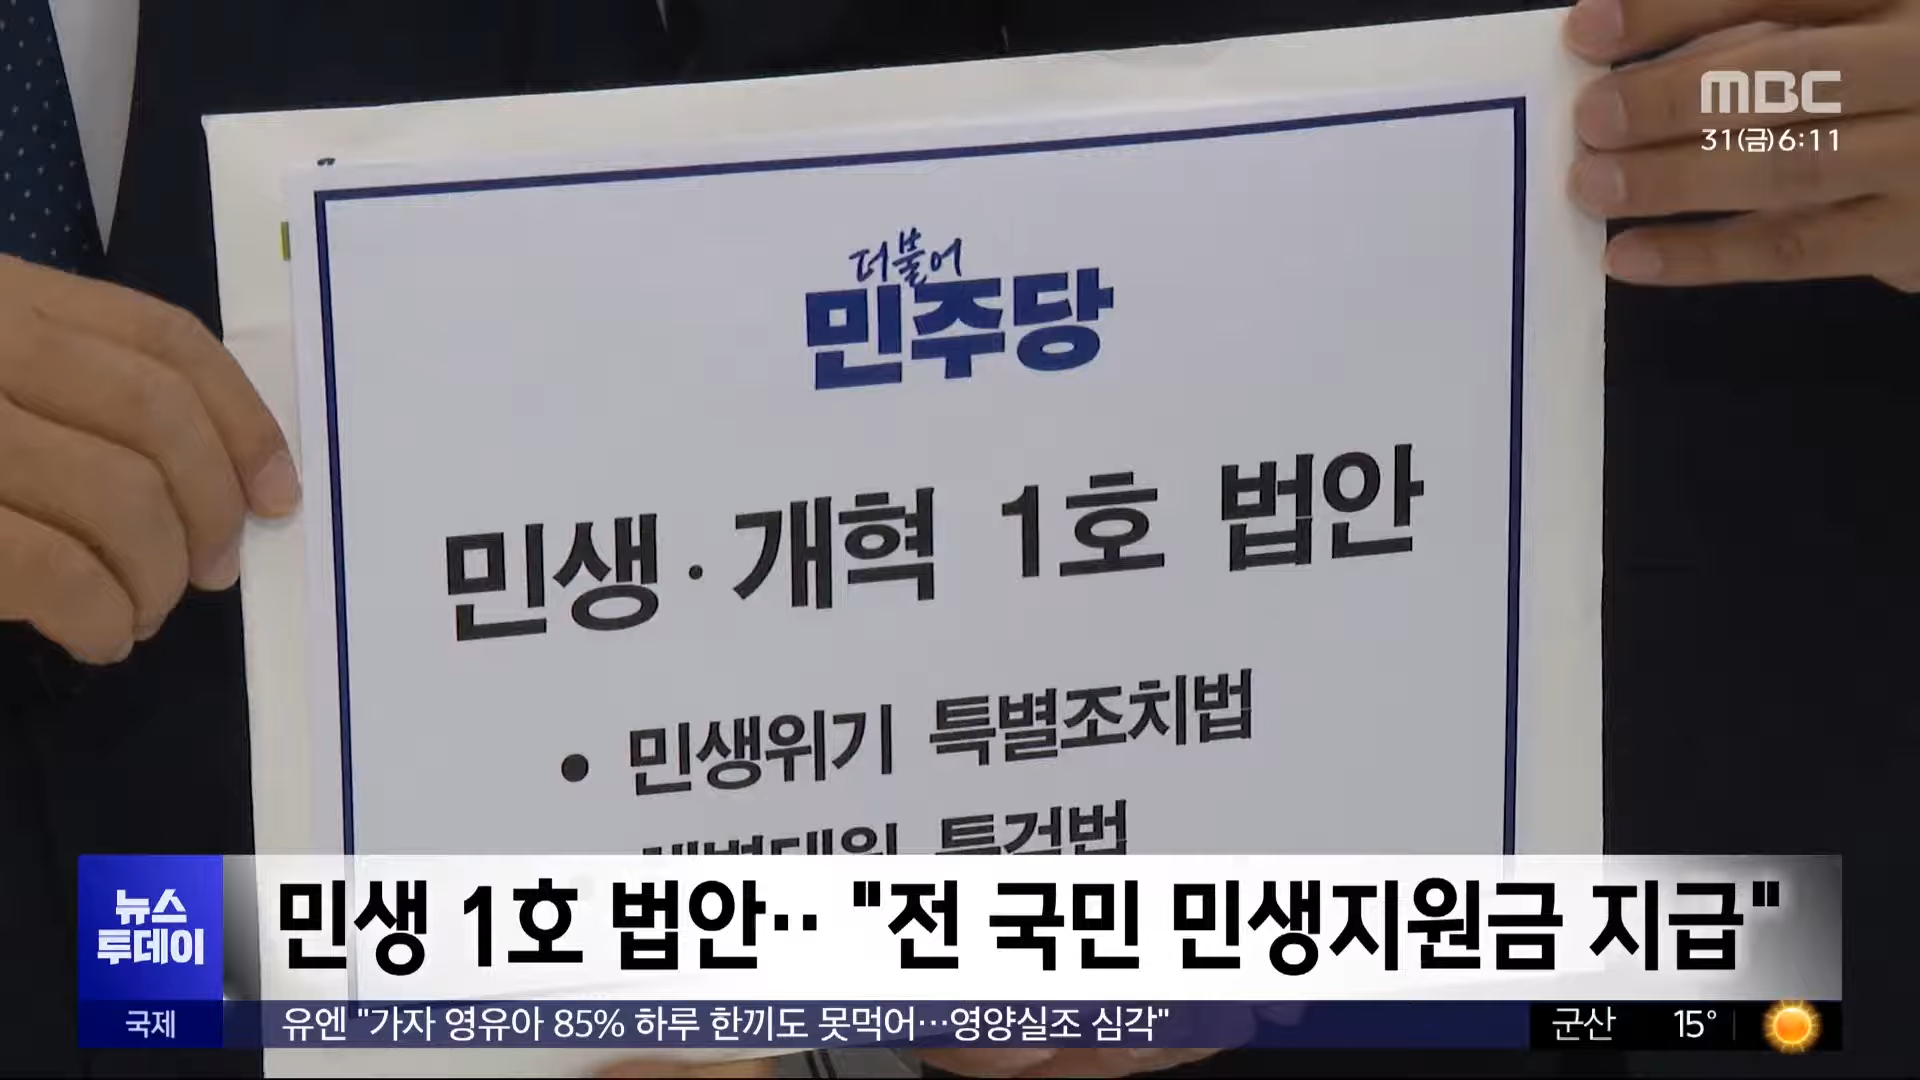 MBC
31(금)6:11
더불어
민주당
민생·개혁 1호 법안
• 민생위기 특별조치법
특검법
뉴스
투데이
민생 1호 법안‥ "전 국민 민생지원금 지급"
국제
유엔 "가자 영유아 85% 하루 한끼도 못먹어…영양실조 심각"
군산 15°